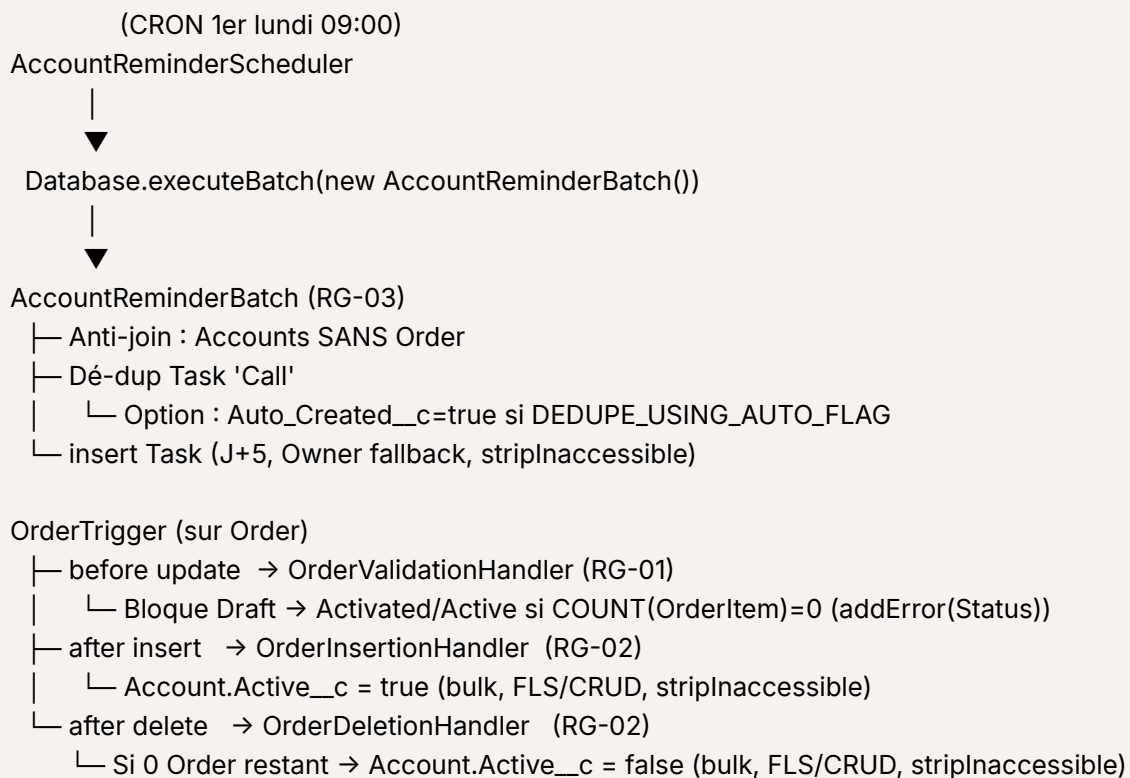 (CRON 1er lundi 09:00)
AccountReminderScheduler
│
▼
Database.executeBatch(new AccountReminderBatch())
│
▼
AccountReminderBatch (RG-03)
├─ Anti-join : Accounts SANS Order
├─ Dé-dup Task 'Call'
│ └─ Option : Auto_Created__c=true si DEDUPE_USING_AUTO_FLAG
└─ insert Task (J+5, Owner fallback, stripInaccessible)

OrderTrigger (sur Order)
├─ before update → OrderValidationHandler (RG-01)
│ └─ Bloque Draft → Activated/Active si COUNT(OrderItem)=0 (addError(Status))
├─ after insert → OrderInsertionHandler (RG-02)
│ └─ Account.Active__c = true (bulk, FLS/CRUD, stripInaccessible)
└─ after delete → OrderDeletionHandler (RG-02)
└─ Si 0 Order restant → Account.Active__c = false (bulk, FLS/CRUD, stripInaccessible)